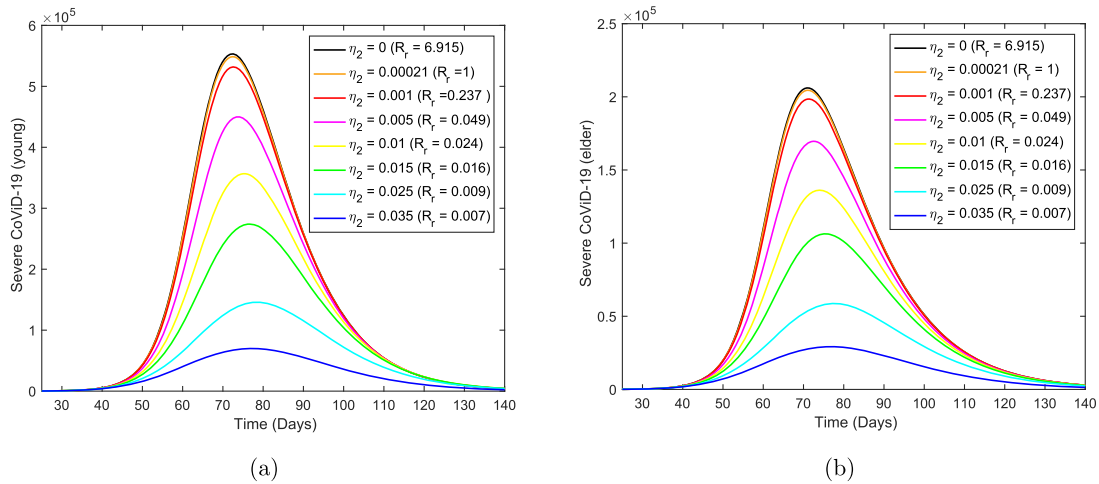 ×10⁵
6
5
4
3
2
1
0
Severe CoViD-19 (young)
30 40 50 60 70 80 90 100 110 120 130 140
Time (Days)
η₂ = 0 (Rᵣ = 6.915)
η₂ = 0.00021 (Rᵣ =1)
η₂ = 0.001 (Rᵣ =0.237 )
η₂ = 0.005 (Rᵣ = 0.049)
η₂ = 0.01 (Rᵣ = 0.024)
η₂ = 0.015 (Rᵣ = 0.016)
η₂ = 0.025 (Rᵣ = 0.009)
η₂ = 0.035 (Rᵣ = 0.007)
(a)
×10⁵
2.5
2
1.5
1
0.5
0
Severe CoViD-19 (elder)
30 40 50 60 70 80 90 100 110 120 130 140
Time (Days)
η₂ = 0 (Rᵣ = 6.915)
η₂ = 0.00021 (Rᵣ = 1)
η₂ = 0.001 (Rᵣ = 0.237)
η₂ = 0.005 (Rᵣ = 0.049)
η₂ = 0.01 (Rᵣ = 0.024)
η₂ = 0.015 (Rᵣ = 0.016)
η₂ = 0.025 (Rᵣ = 0.009)
η₂ = 0.035 (Rᵣ = 0.007)
(b)